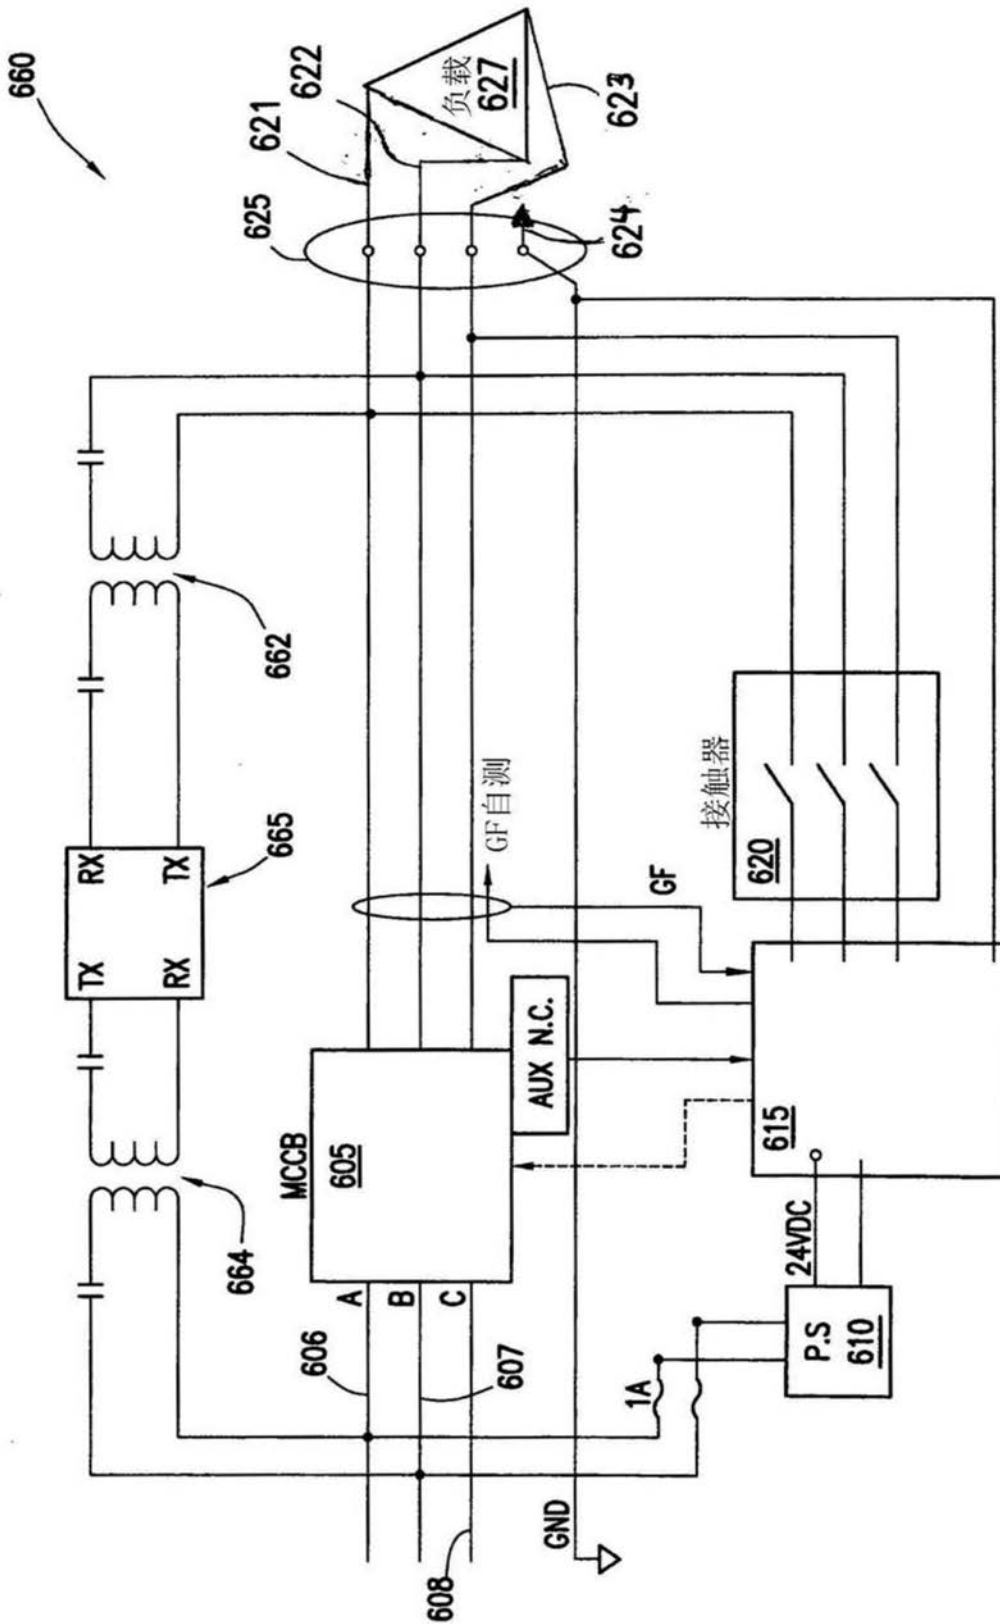 660
664
TX
RX
RX
TX
665
662
606
607
608
A
B
C
MCCB
605
AUX N.C.
GF自测
625
621
622
623
624
负载
627
GND
1A
P.S
610
24VDC
615
GF
接触器
620